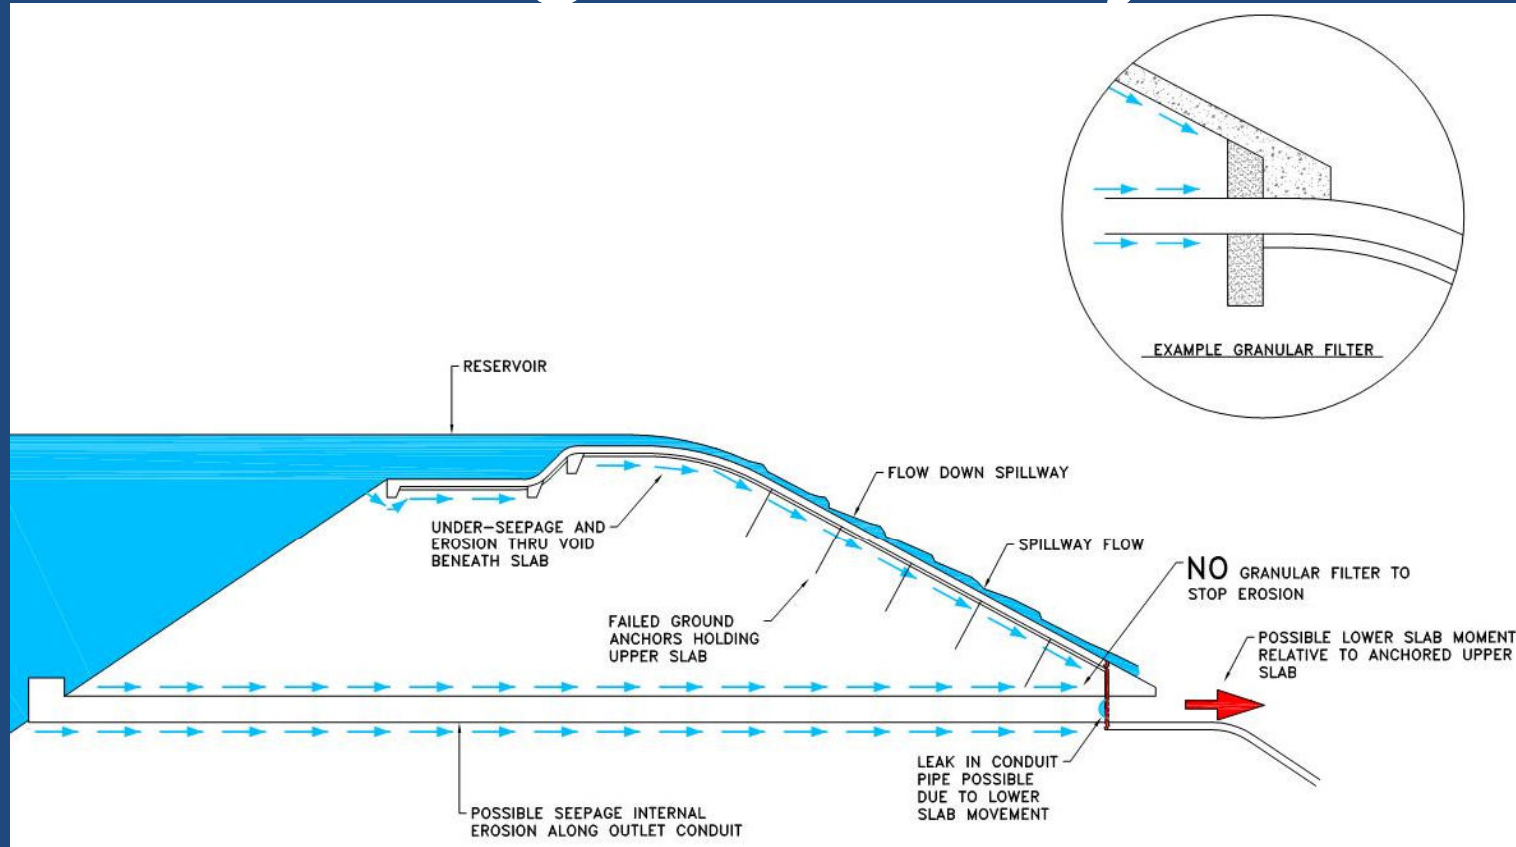 EXAMPLE GRANULAR FILTER
RESERVOIR
FLOW DOWN SPILLWAY
UNDER-SEEPAGE AND
EROSION THRU VOID
BENEATH SLAB
SPILLWAY FLOW
NO GRANULAR FILTER TO
STOP EROSION
FAILED GROUND
ANCHORS HOLDING
UPPER SLAB
POSSIBLE LOWER SLAB MOMENT
RELATIVE TO ANCHORED UPPER
SLAB
LEAK IN CONDUIT
PIPE POSSIBLE
DUE TO LOWER
SLAB MOVEMENT
POSSIBLE SEEPAGE INTERNAL
EROSION ALONG OUTLET CONDUIT